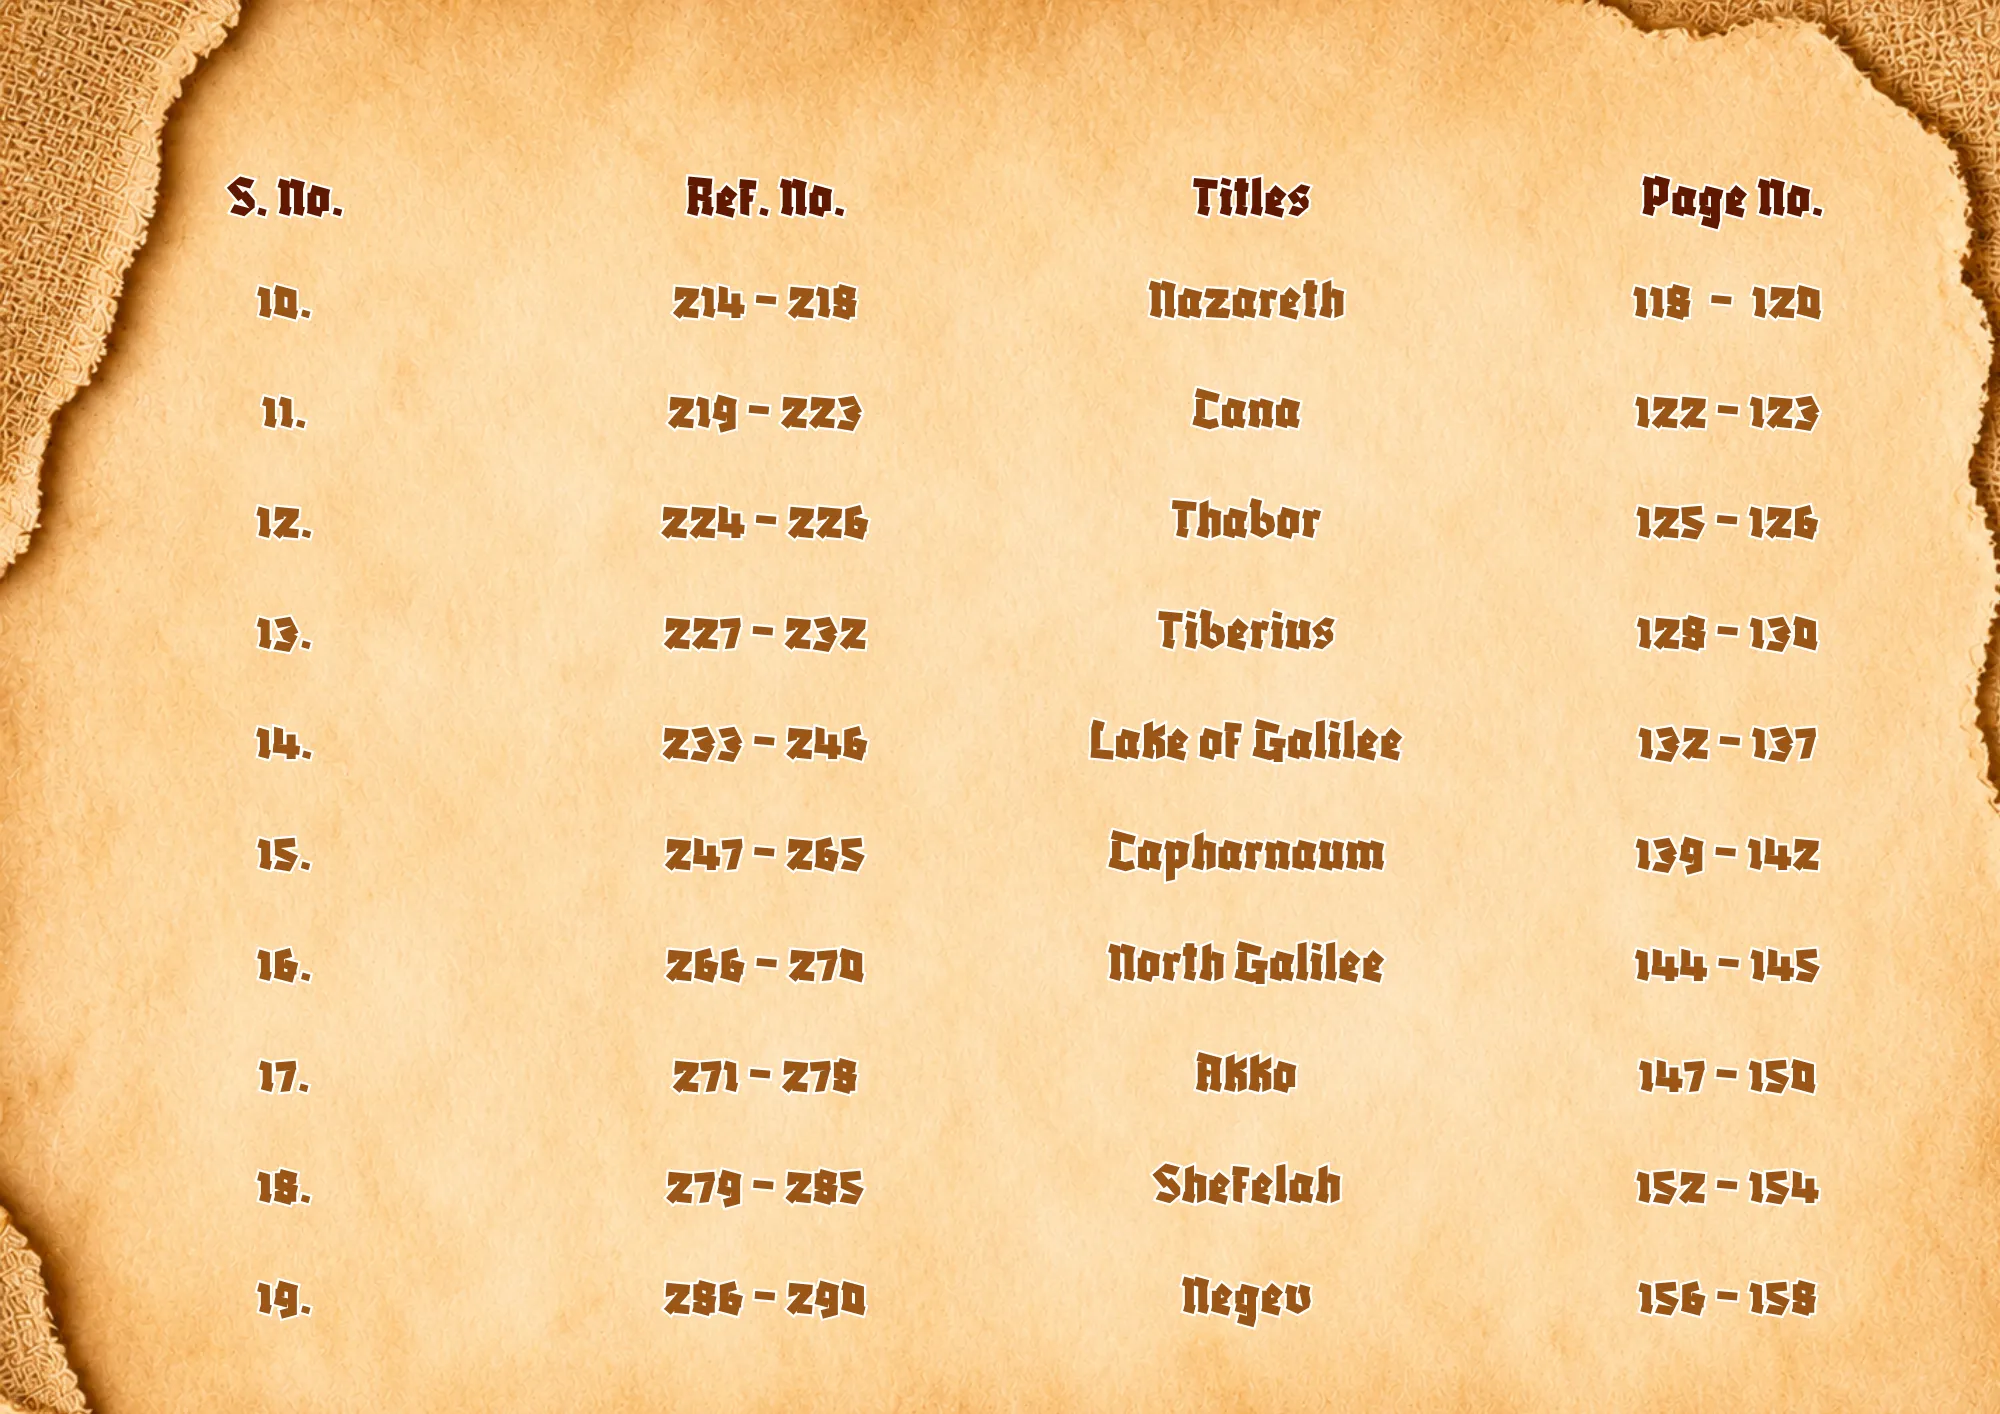 S. No. Ref. No. Titles Page No.
10. 214 – 218 Nazareth 118 – 120
11. 219 – 223 Cana 122 – 123
12. 224 – 226 Thabor 125 – 126
13. 227 – 232 Tiberius 128 – 130
14. 233 – 246 Lake of Galilee 132 – 137
15. 247 – 265 Capharnaum 139 – 142
16. 266 – 270 North Galilee 144 – 145
17. 271 – 278 Akko 147 – 150
18. 279 – 285 Shefelah 152 – 154
19. 286 – 290 Negev 156 – 158